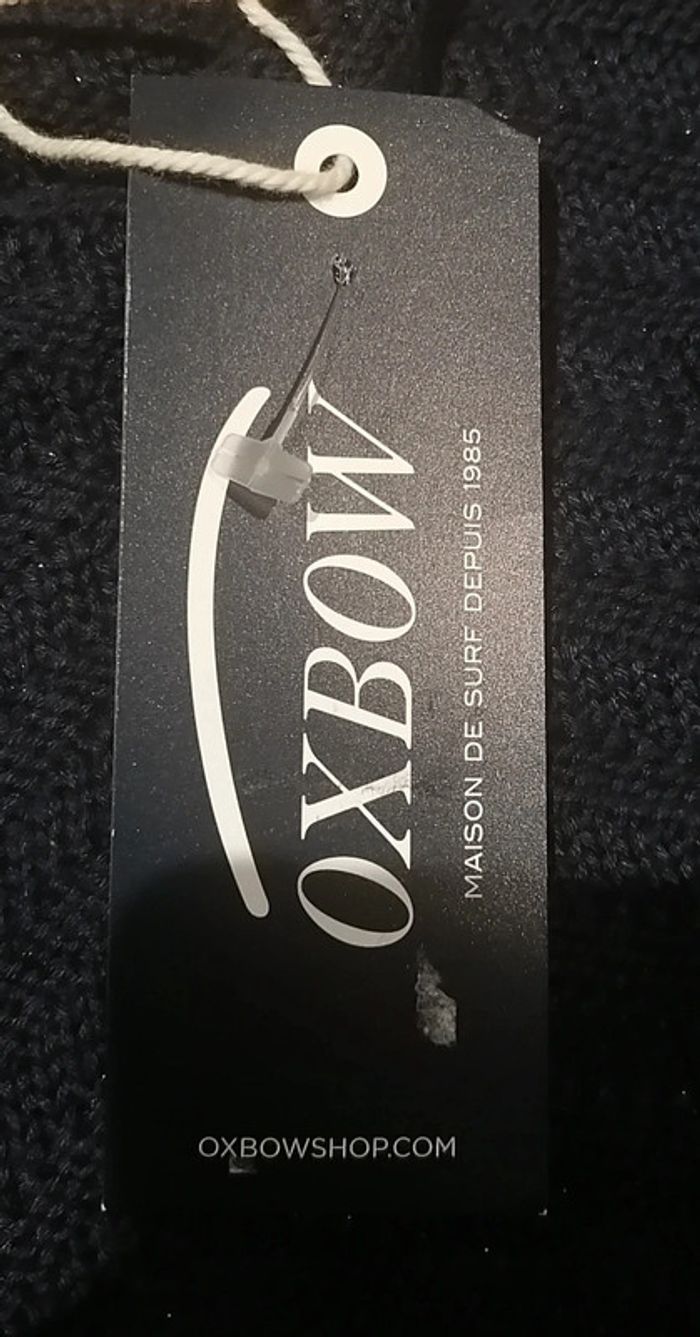 OXBOW
MAISON DE SURF DEPUIS 1985
OXBOWSHOP.COM